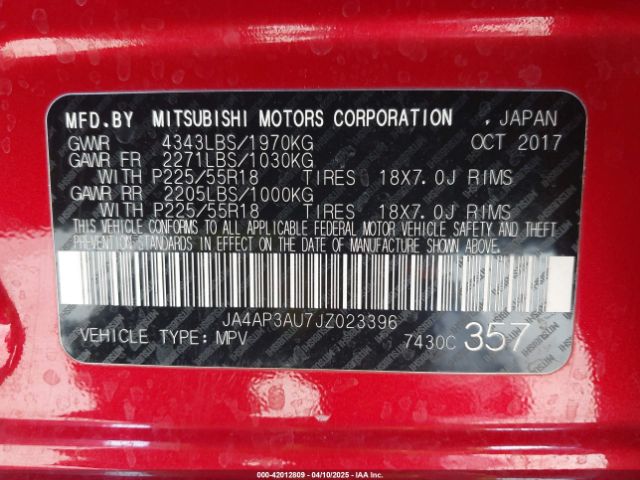 MFD.BY MITSUBISHI MOTORS CORPORATION , JAPAN
GVWR 4343LBS/1970KG OCT 2017
GAWR FR 2271LBS/1030KG
WITH P225/55R18 TIRES 18X7.0J RIMS
GAWR RR 2205LBS/1000KG
WITH P225/55R18 TIRES 18X7.0J RIMS
THIS VEHICLE CONFORMS TO ALL APPLICABLE FEDERAL MOTOR VEHICLE SAFETY AND THEFT
PREVENTION STANDARDS IN EFFECT ON THE DATE OF MANUFACTURE SHOWN ABOVE.
JA4AP3AU7JZ023396
VEHICLE TYPE: MPV 7430C 357
000-42012809 - 04/10/2025 - IAA Inc.